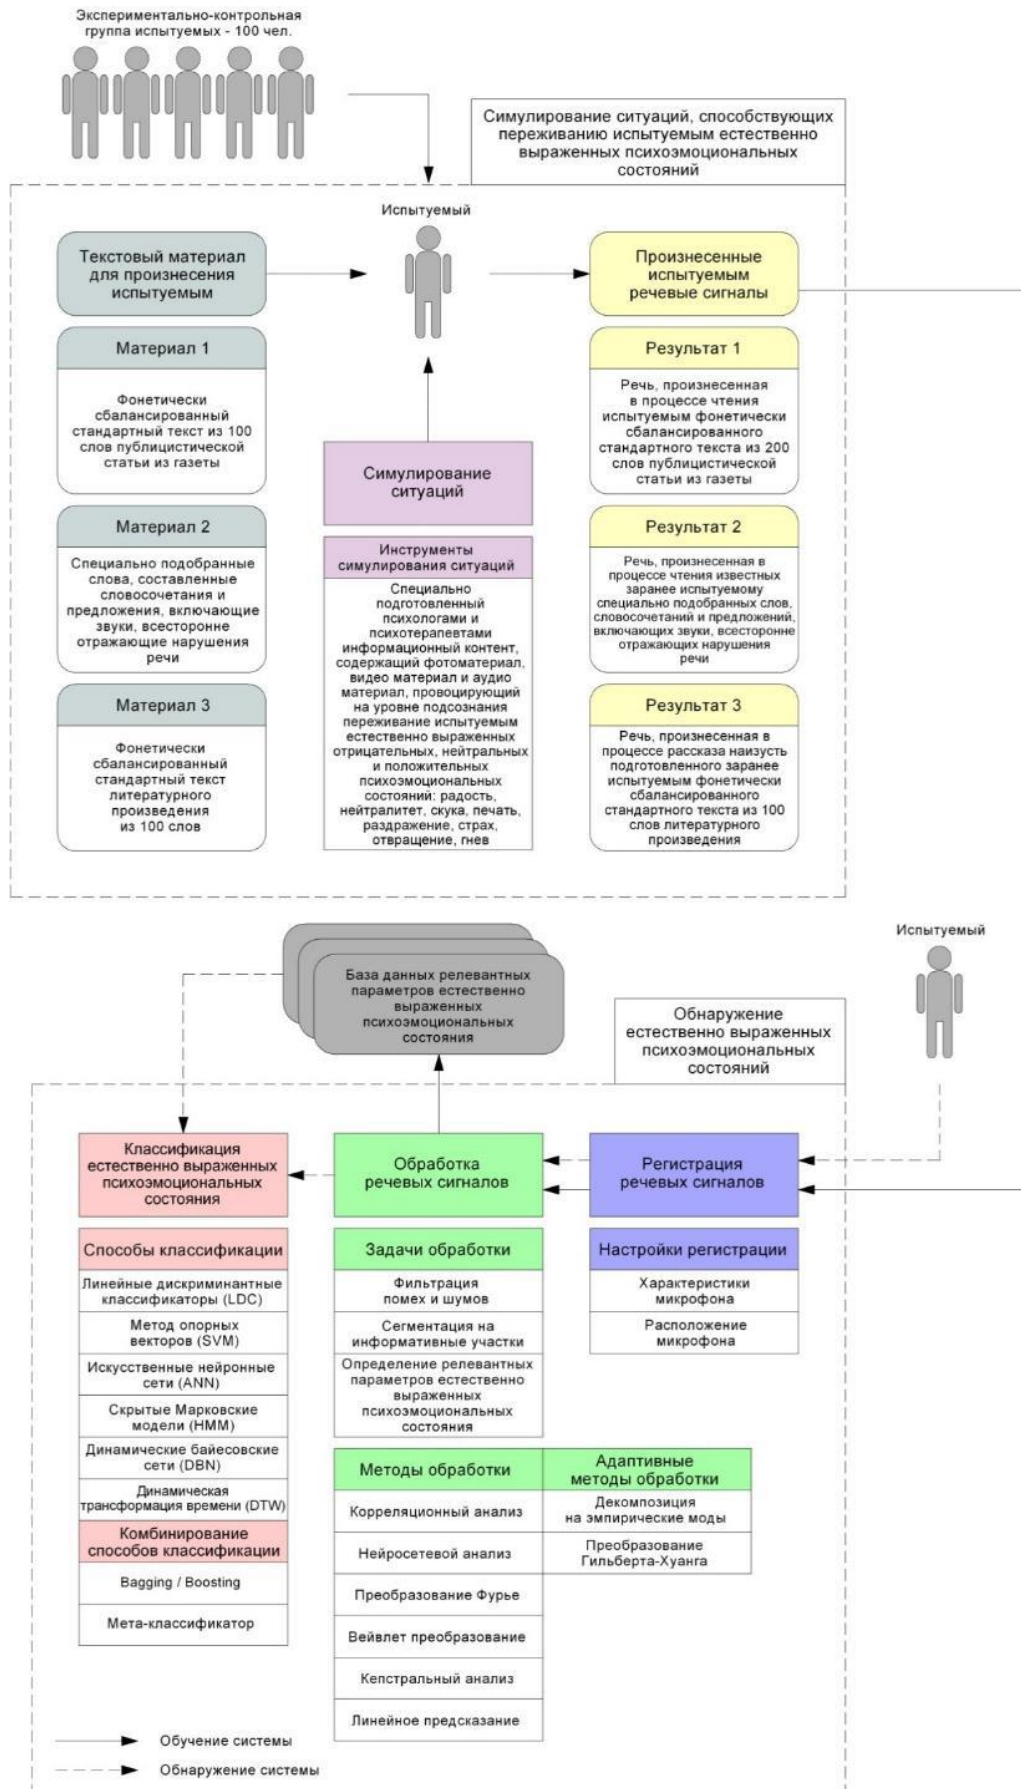 Экспериментально-контрольная
группа испытуемых - 100 чел.
Симулирование ситуаций, способствующих
переживанию испытуемым естественно
выраженных психоэмоциональных
состояний
Испытуемый
Текстовый материал
для произнесения
испытуемым
Произнесенные
испытуемым
речевые сигналы
Материал 1
Фонетически
сбалансированный
стандартный текст из 100
слов публицистической
статьи из газеты
Материал 2
Специально подобранные
слова, составленные
словосочетания и
предложения, включающие
звуки, всесторонне
отражающие нарушения
речи
Материал 3
Фонетически
сбалансированный
стандартный текст
литературного
произведения
из 100 слов
Симулирование
ситуаций
Инструменты
симулирования ситуаций
Специально
подготовленный
психологами и
психотерапевтами
информационный контент,
содержащий фотоматериал,
видео материал и аудио
материал, провоцирующий
на уровне подсознания
переживание испытуемым
естественно выраженных
отрицательных, нейтральных
и положительных
психоэмоциональных
состояний: радость,
нейтралитет, скука, печать,
раздражение, страх,
отвращение, гнев
Результат 1
Речь, произнесенная
в процессе чтения
испытуемым фонетически
сбалансированного
стандартного текста из 200
слов публицистической
статьи из газеты
Результат 2
Речь, произнесенная в
процессе чтения известных
заранее испытуемому
специально подобранных слов,
словосочетаний и предложений,
включающих звуки, всесторонне
отражающих нарушения
речи
Результат 3
Речь, произнесенная в
процессе рассказа наизусть
подготовленного заранее
испытуемым фонетически
сбалансированного
стандартного текста из 100
слов литературного
произведения
База данных релевантных
параметров естественно
выраженных
психоэмоциональных
состояния
Испытуемый
Обнаружение
естественно выраженных
психоэмоциональных
состояний
Классификация
естественно выраженных
психоэмоциональных
состояния
Обработка
речевых сигналов
Регистрация
речевых сигналов
Способы классификации
Линейные дискриминантные
классификаторы (LDC)
Метод опорных
векторов (SVM)
Искусственные нейронные
сети (ANN)
Скрытые Марковские
модели (HMM)
Динамические байесовские
сети (DBN)
Динамическая
трансформация времени (DTW)
Комбинирование
способов классификации
Bagging / Boosting
Мета-классификатор
Задачи обработки
Фильтрация
помех и шумов
Сегментация на
информативные участки
Определение релевантных
параметров естественно
выраженных
психоэмоциональных
состояния
Настройки регистрации
Характеристики
микрофона
Расположение
микрофона
Методы обработки
Корреляционный анализ
Нейросетевой анализ
Преобразование Фурье
Вейвлет преобразование
Кепстральный анализ
Линейное предсказание
Адаптивные
методы обработки
Декомпозиция
на эмпирические моды
Преобразование
Гильберта-Хуанга
Обучение системы
Обнаружение системы